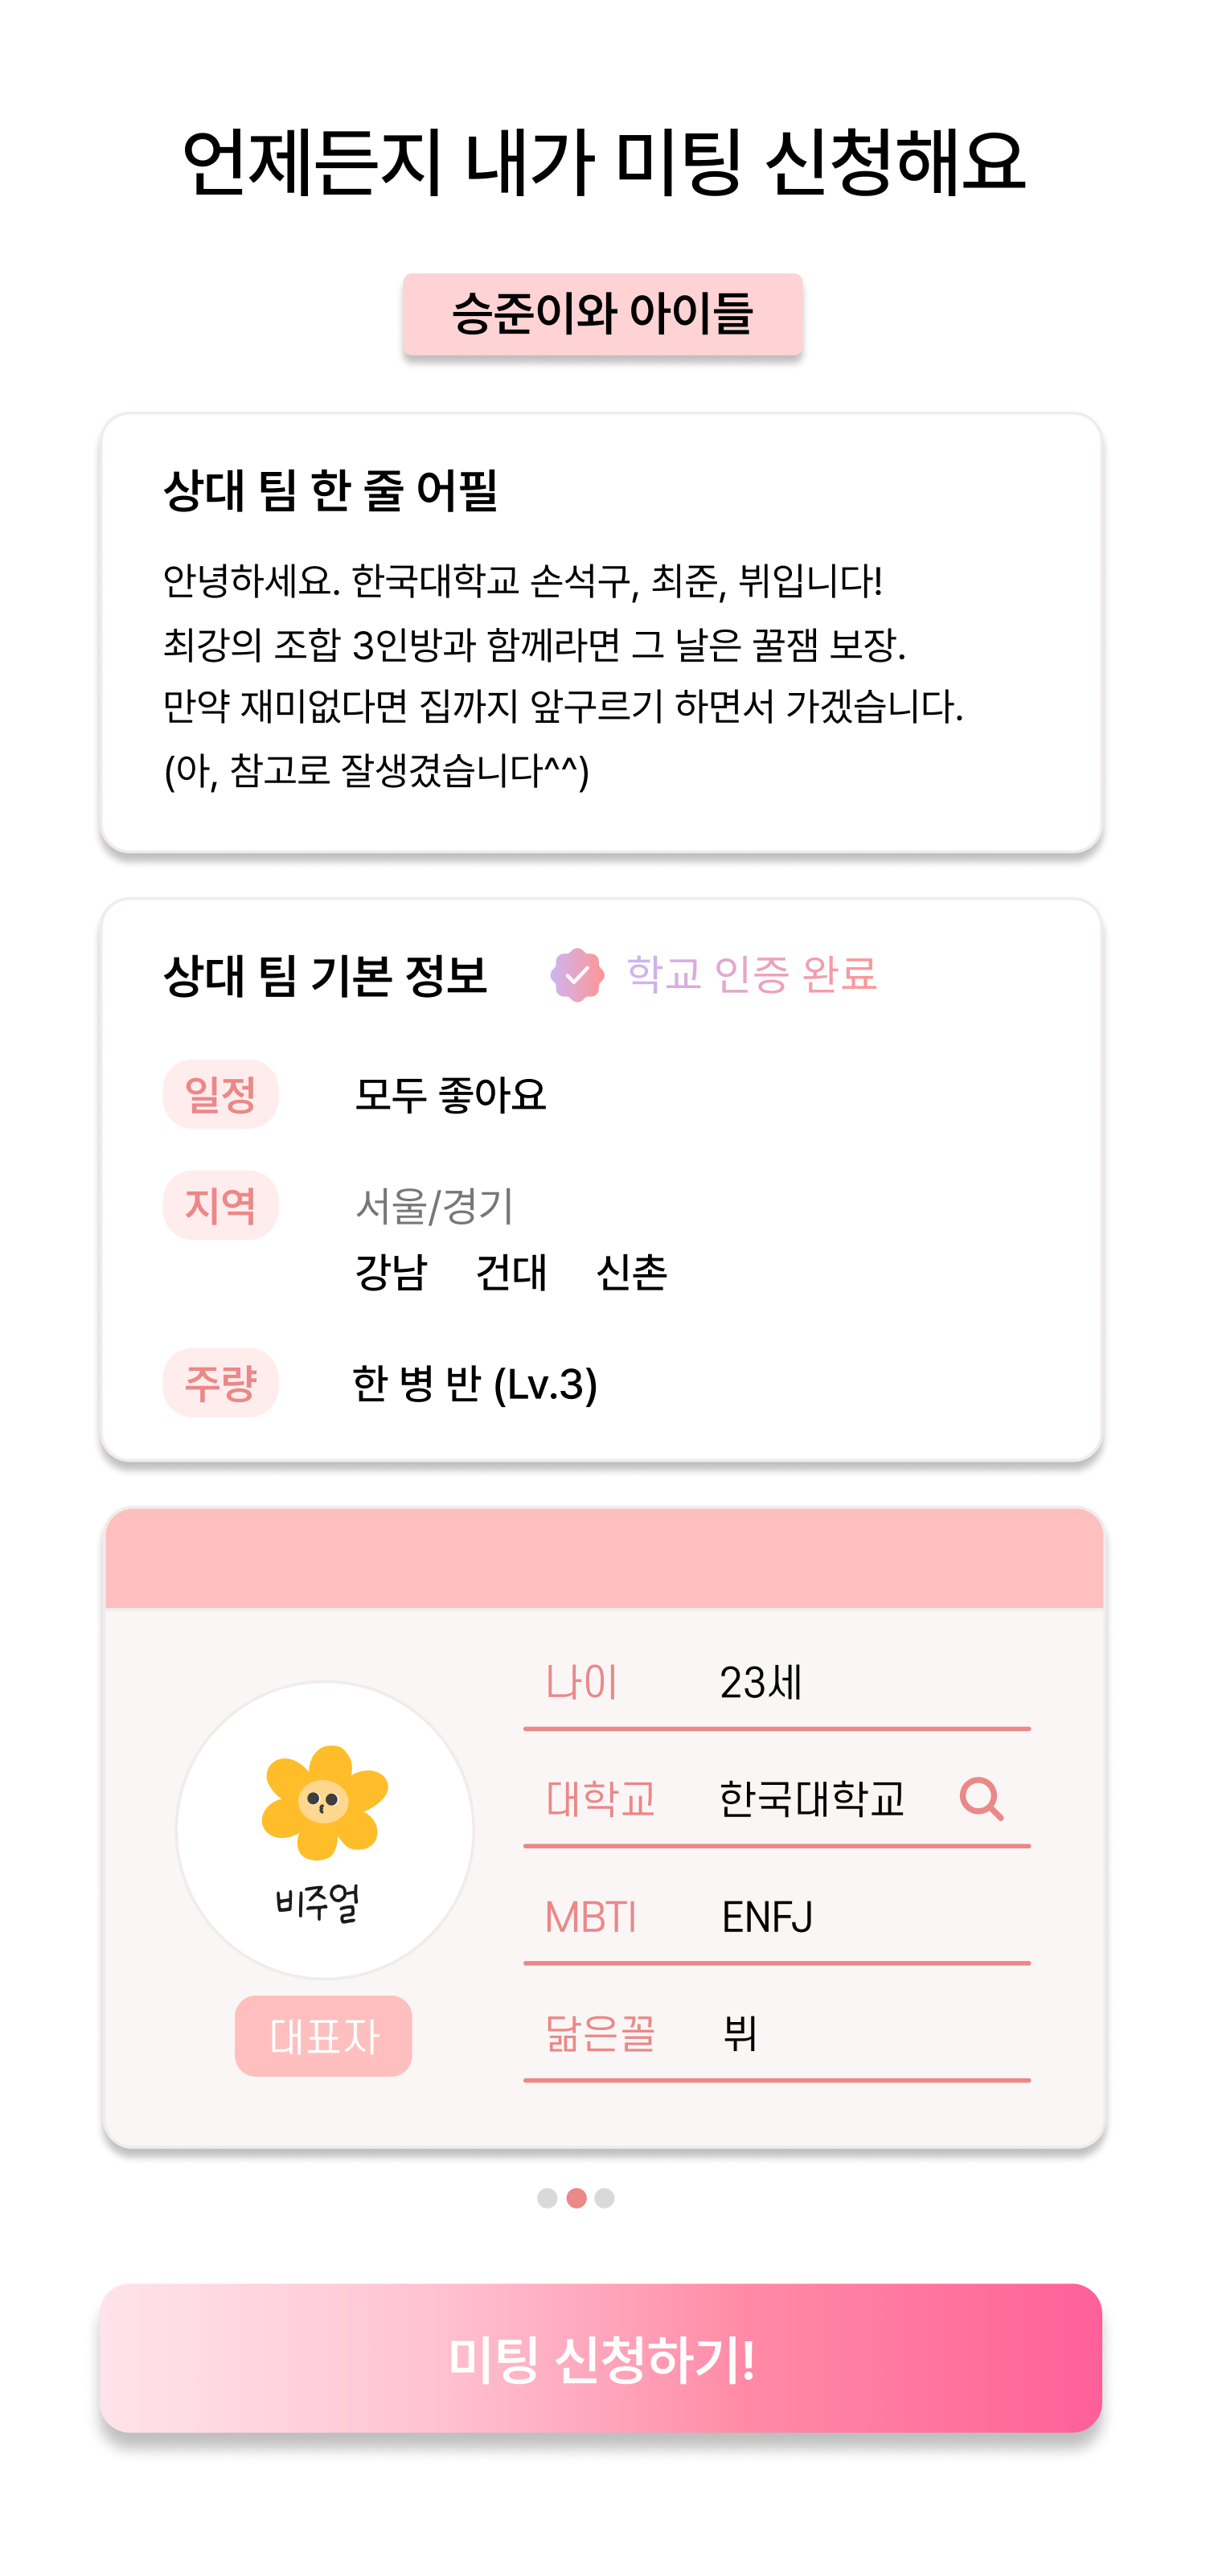 언제든지 내가 미팅 신청해요
승준이와 아이들
상대 팀 한 줄 어필
안녕하세요. 한국대학교 손석구, 최준, 뷔입니다!
최강의 조합 3인방과 함께라면 그 날은 꿀잼 보장.
만약 재미없다면 집까지 앞구르기 하면서 가겠습니다.
(아, 참고로 잘생겼습니다^^)
상대 팀 기본 정보 학교 인증 완료
일정 모두 좋아요
지역 서울/경기
강남 건대 신촌
주량 한 병 반 (Lv.3)
나이 23세
대학교 한국대학교
MBTI ENFJ
닮은꼴 뷔
비주얼
대표자
미팅 신청하기!